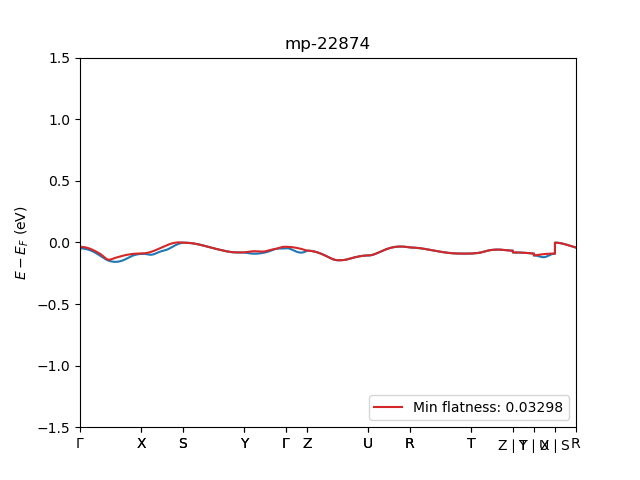 mp-22874
E − E_F (eV)
1.5
1.0
0.5
0.0
−0.5
−1.0
−1.5
Min flatness: 0.03298
Γ X S Y Γ Z U R T Z | Y | | S R